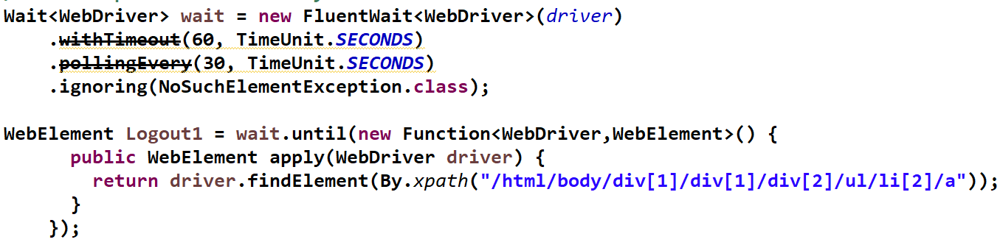 Wait<WebDriver> wait = new FluentWait<WebDriver>(driver)
    .withTimeout(60, TimeUnit.SECONDS)
    .pollingEvery(30, TimeUnit.SECONDS)
    .ignoring(NoSuchElementException.class);
WebElement Logout1 = wait.until(new Function<WebDriver,WebElement>() {
      public WebElement apply(WebDriver driver) {
        return driver.findElement(By.xpath("/html/body/div[1]/div[1]/div[2]/ul/li[2]/a"));
      }
    });